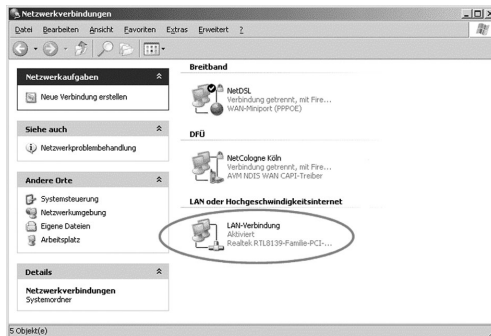 Netzwerkverbindungen
Datei Bearbeiten Ansicht Favoriten Extras Erweitert ?
Netzwerkaufgaben
Neue Verbindung erstellen
Siehe auch
Netzwerkproblembehandlung
Andere Orte
Systemsteuerung
Netzwerkumgebung
Eigene Dateien
Arbeitsplatz
Details
Netzwerkverbindungen
Systemordner
Breitband
NetDSL
Verbindung getrennt, mit Fire...
WAN-Miniport (PPPOE)
DFÜ
NetCologne Köln
Verbindung getrennt, mit Fire...
AVM NDIS WAN CAPI-Treiber
LAN oder Hochgeschwindigkeitsinternet
LAN-Verbindung
Aktiviert
Realtek RTL8139-Familie-PCI-...
5 Objekt(e)